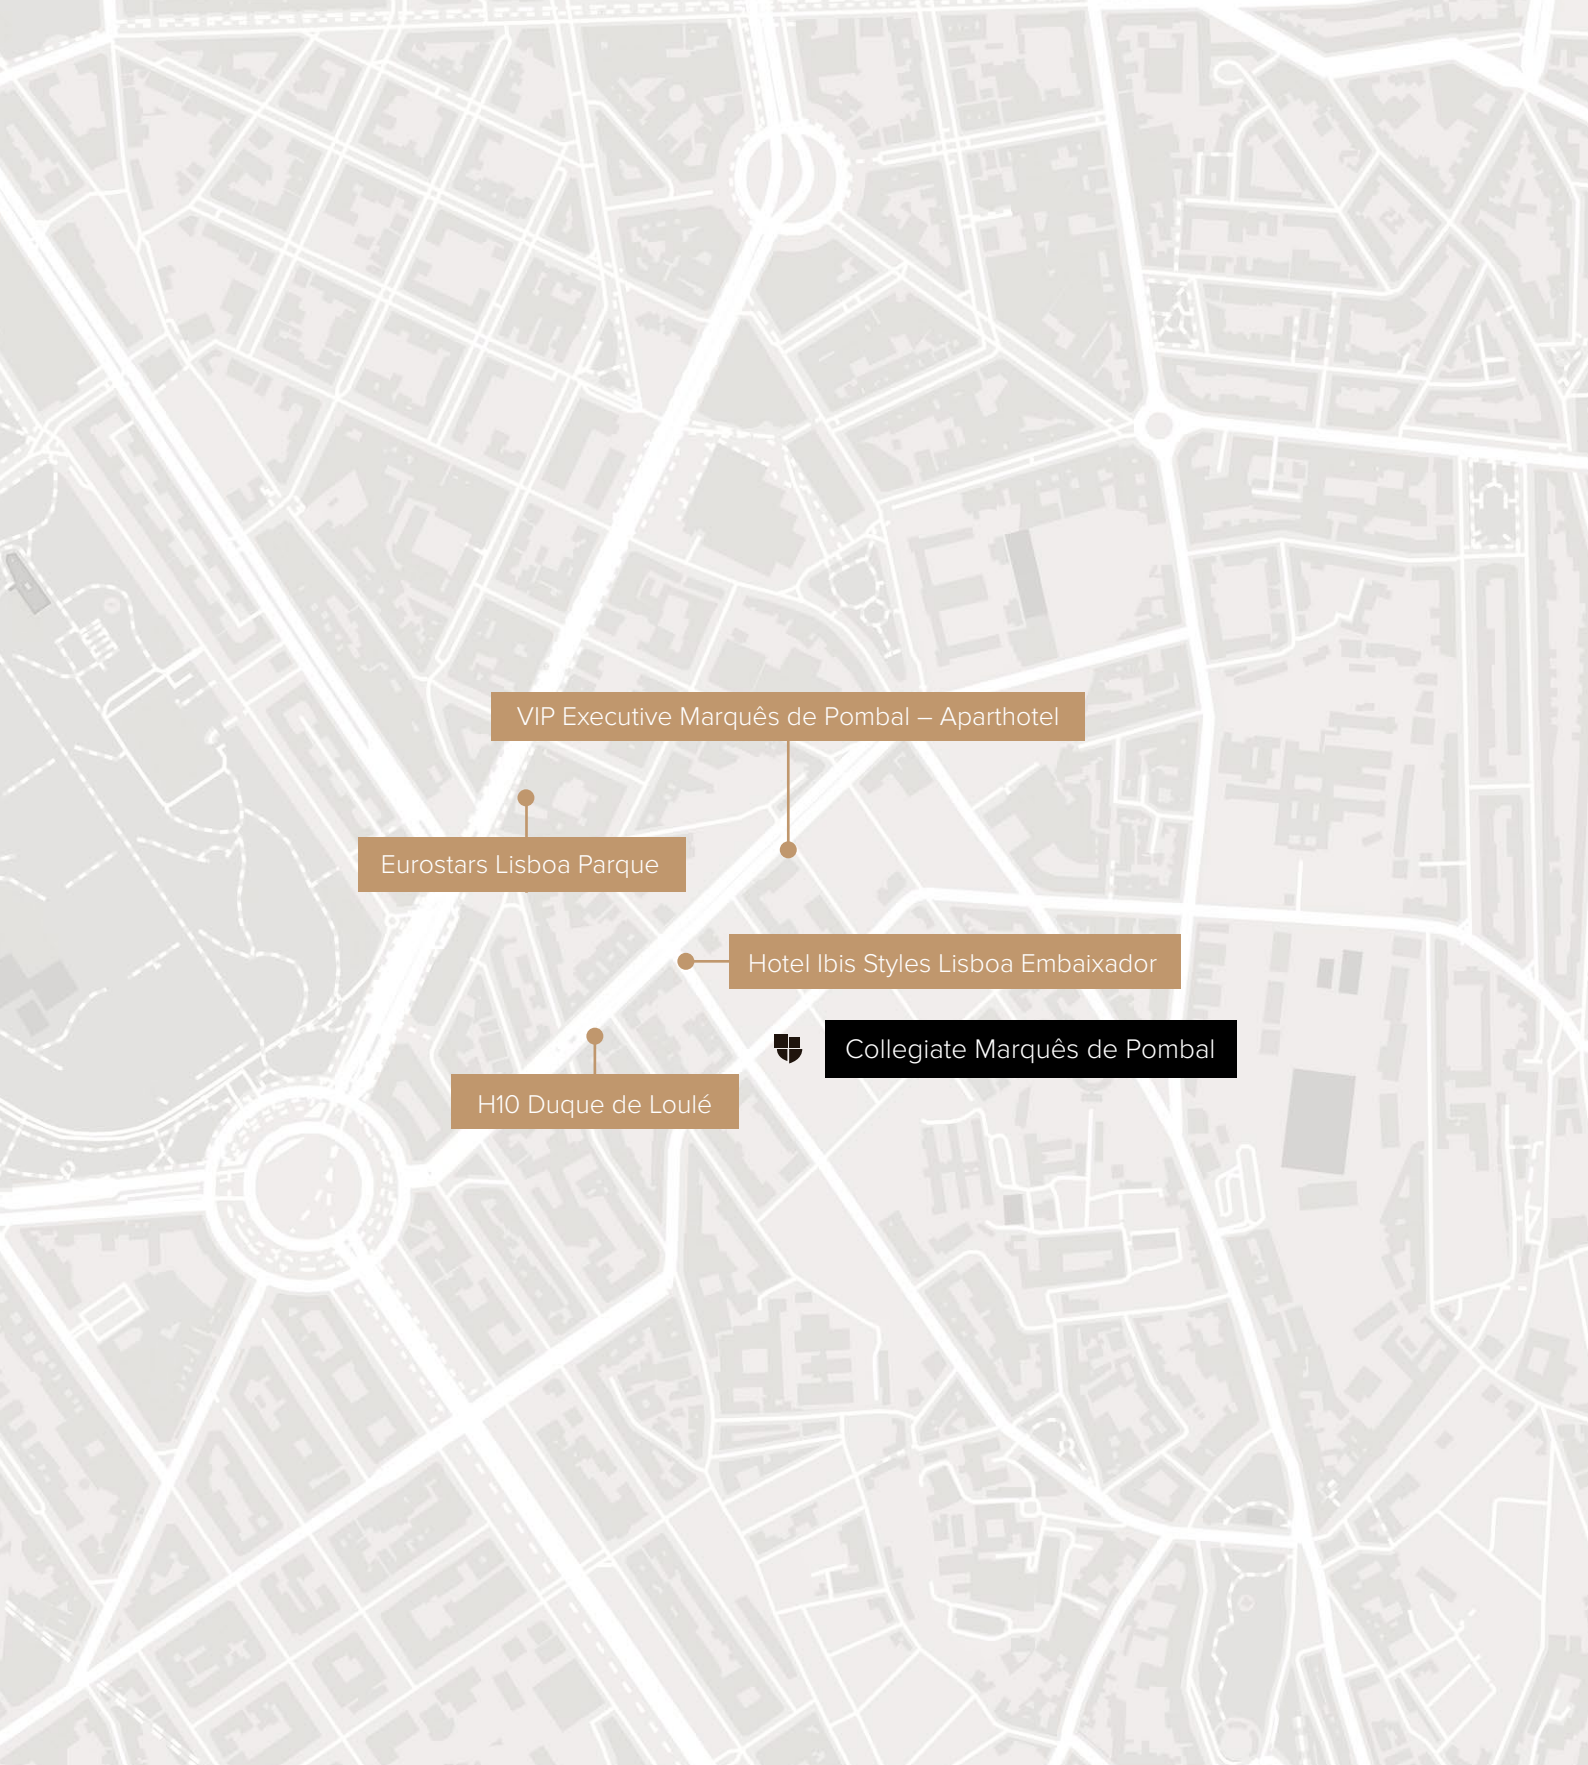 VIP Executive Marquês de Pombal – Aparthotel
Eurostars Lisboa Parque
Hotel Ibis Styles Lisboa Embaixador
Collegiate Marquês de Pombal
H10 Duque de Loulé